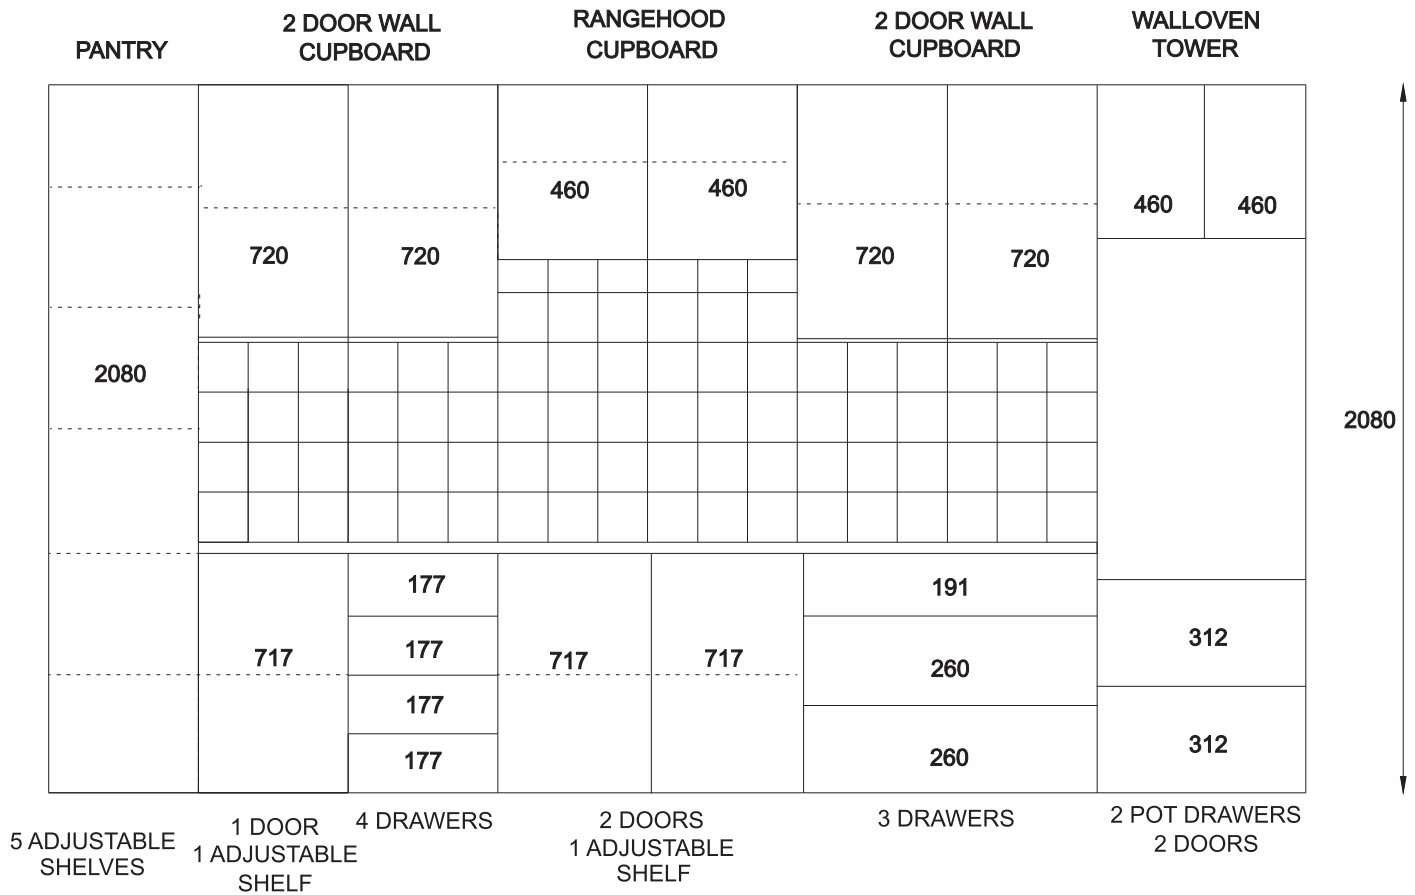 PANTRY
2 DOOR WALL
CUPBOARD
RANGEHOOD
CUPBOARD
2 DOOR WALL
CUPBOARD
WALLOVEN
TOWER
460
460
460
460
720
720
720
720
2080
2080
177
177
177
177
717
717
717
191
260
260
312
312
5 ADJUSTABLE
SHELVES
1 DOOR
1 ADJUSTABLE
SHELF
4 DRAWERS
2 DOORS
1 ADJUSTABLE
SHELF
3 DRAWERS
2 POT DRAWERS
2 DOORS